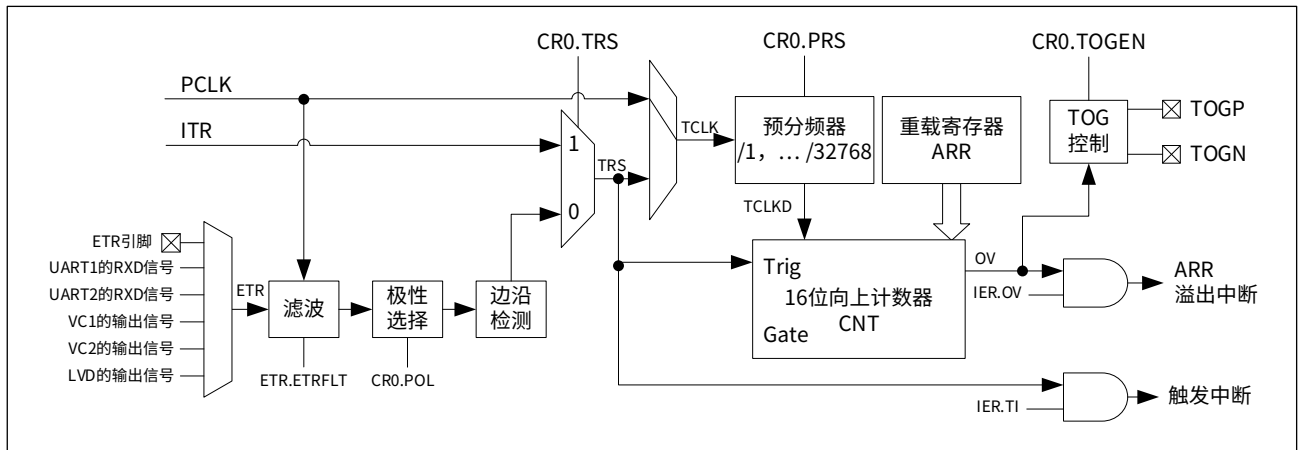 CR0.TRS
CR0.PRS
CR0.TOGEN
PCLK
ITR
1
0
TRS
TCLK
预分频器
/1，… /32768
重载寄存器
ARR
TOG
控制
TOGP
TOGN
TCLKD
ETR引脚
UART1的RXD信号
UART2的RXD信号
VC1的输出信号
VC2的输出信号
LVD的输出信号
ETR
滤波
极性
选择
边沿
检测
ETR.ETRFLT
CR0.POL
Trig
16位向上计数器
CNT
Gate
OV
IER.OV
ARR
溢出中断
IER.TI
触发中断